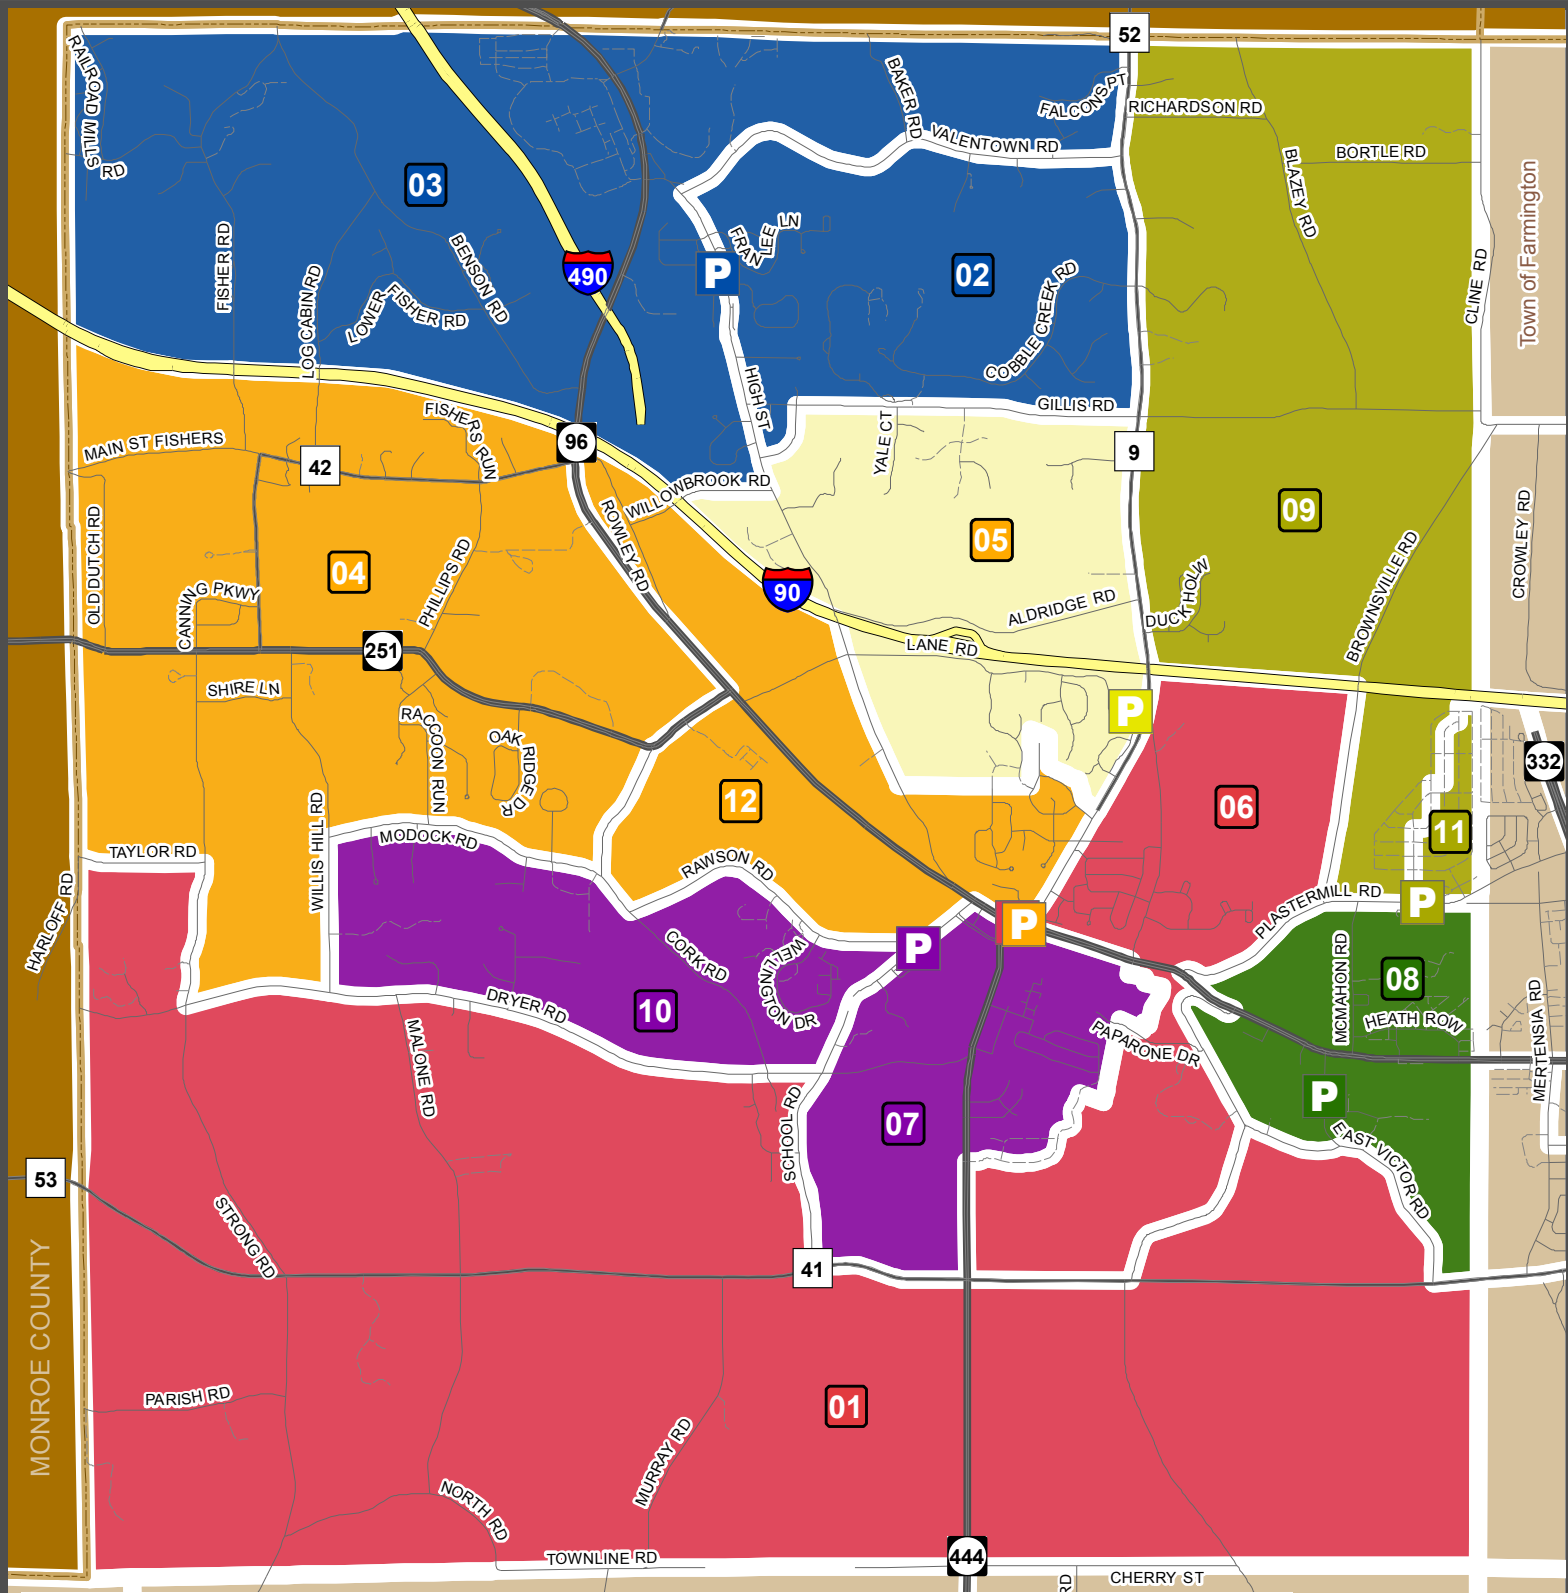 52
RAILROAD MILLS RD
BAKER RD
FALCONS PT
RICHARDSON RD
VALENTOWN RD
BORTLE RD
BLAZEY RD
03
Town of Farmington
FISHER RD
LOG CABIN RD
LOWER FISHER RD
BENSON RD
490
FRAN LEE LN
P
02
COBBLE CREEK RD
CLINE RD
HIGH ST
GILLIS RD
YALE CT
MAIN ST FISHERS
FISHERS RUN
96
42
9
WILLOWBROOK RD
OLD DUTCH RD
ROWLEY RD
05
09
CROWLEY RD
04
CANNING PKWY
PHILLIPS RD
90
ALDRIDGE RD
DUCK HOLW
BROWNSVILLE RD
251
LANE RD
SHIRE LN
RACCOON RUN
OAK RIDGE DR
P
332
12
06
11
WILLIS HILL RD
MODOCK RD
TAYLOR RD
RAWSON RD
HARLOFF RD
PLASTERMILL RD
P
P
P
CORK RD
WELLINGTON DR
MCMAHON RD
08
10
DRYER RD
HEATH ROW
MERTENSIA RD
MALONE RD
PAPARONE DR
P
SCHOOL RD
07
EAST VICTOR RD
53
STRONG RD
41
MONROE COUNTY
PARISH RD
01
MURRAY RD
NORTH RD
TOWNLINE RD
444
CHERRY ST
RD